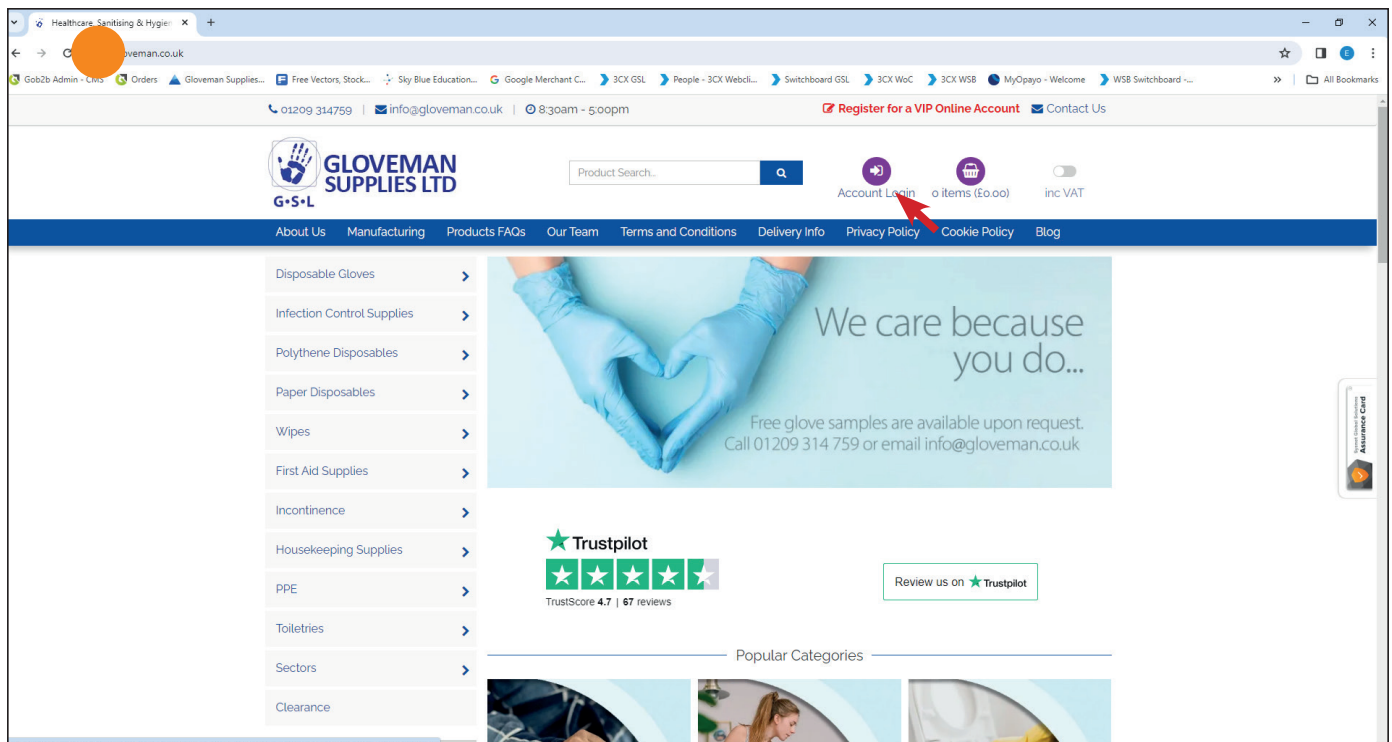 Healthcare, Sanitising & Hygien
oveman.co.uk
Gob2b Admin - CMS Orders Gloveman Supplies... Free Vectors, Stock... Sky Blue Education... Google Merchant C... 3CX GSL People - 3CX Webcli... Switchboard GSL 3CX WoC 3CX WSB MyOpayo - Welcome WSB Switchboard -... All Bookmarks
01209 314759 | info@gloveman.co.uk | 8:30am - 5:00pm Register for a VIP Online Account Contact Us
GLOVEMAN
SUPPLIES LTD
G•S•L
Product Search...
Account Login 0 items (£0.00) inc VAT
About Us Manufacturing Products FAQs Our Team Terms and Conditions Delivery Info Privacy Policy Cookie Policy Blog
Disposable Gloves
Infection Control Supplies
Polythene Disposables
Paper Disposables
Wipes
First Aid Supplies
Incontinence
Housekeeping Supplies
PPE
Toiletries
Sectors
Clearance
We care because
you do...
Free glove samples are available upon request.
Call 01209 314 759 or email info@gloveman.co.uk
Assurance Card
Trustpilot
TrustScore 4.7 | 67 reviews
Review us on Trustpilot
Popular Categories